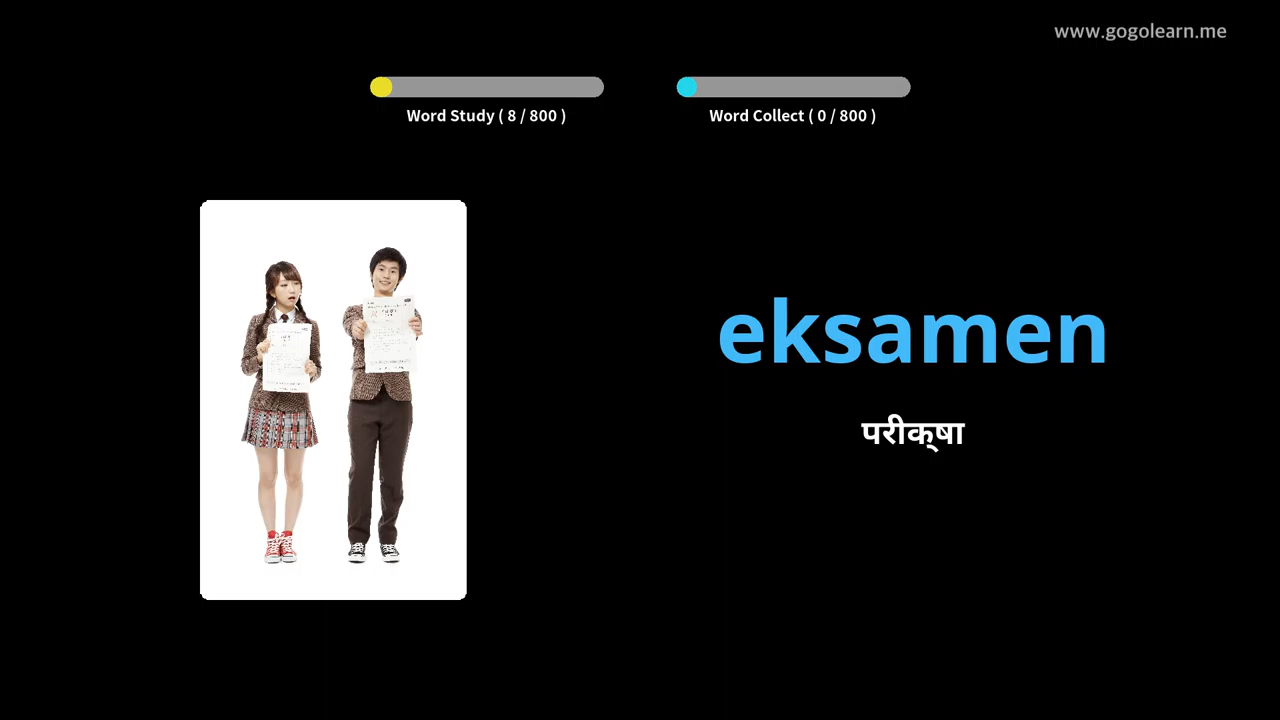 www.gogolearn.me
Word Study ( 8 / 800 )
Word Collect ( 0 / 800 )
eksamen
परीक्षा